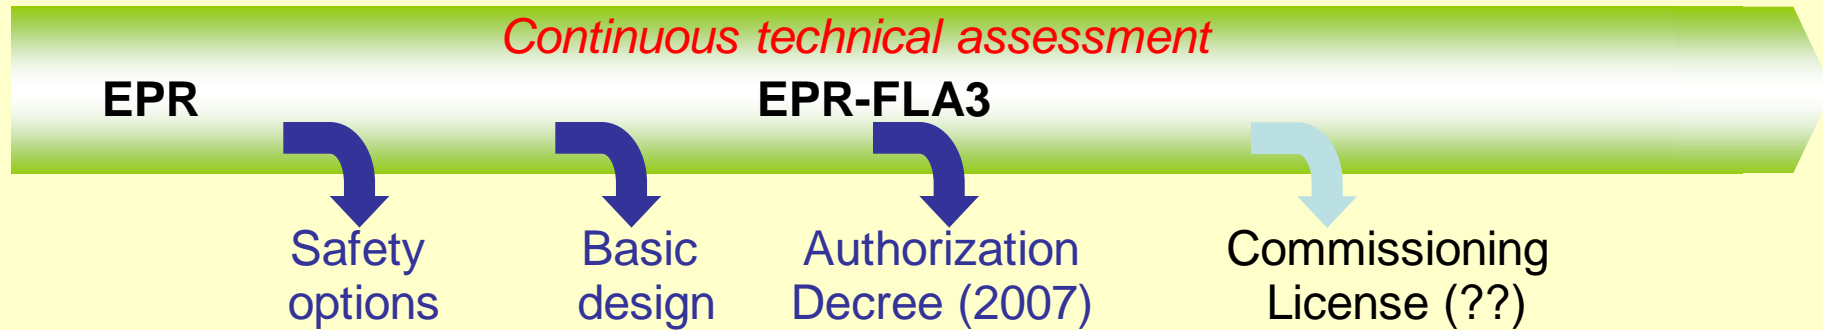 Continuous technical assessment
EPR
EPR-FLA3
Safety
options
Basic
design
Authorization
Decree (2007)
Commissioning
License (??)